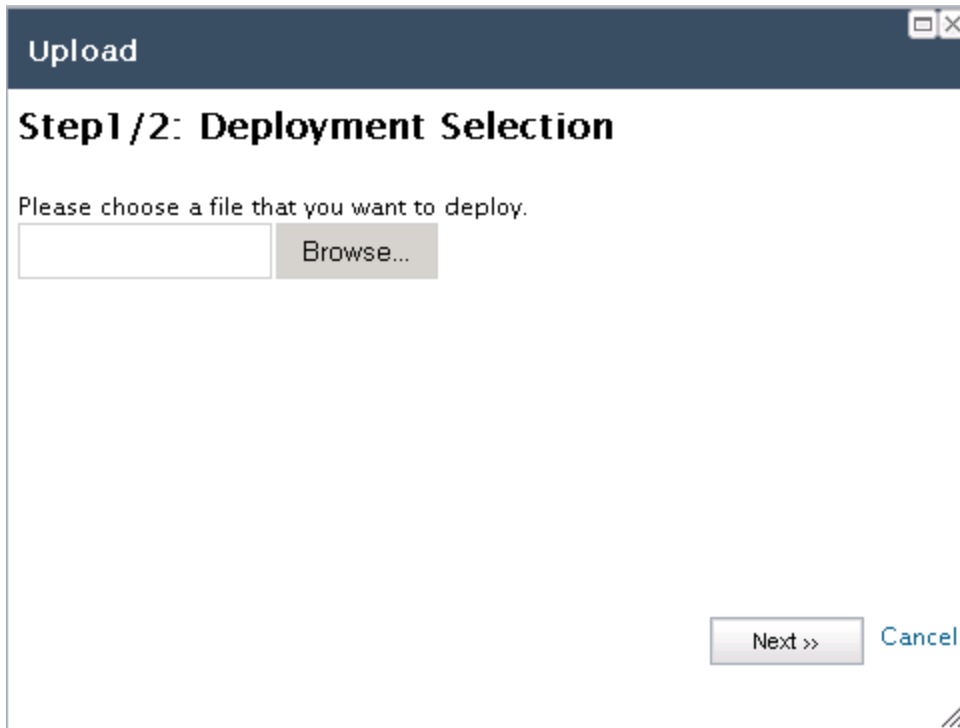 Upload
Step1/2: Deployment Selection
Please choose a file that you want to deploy.
Browse...
Next »
Cancel